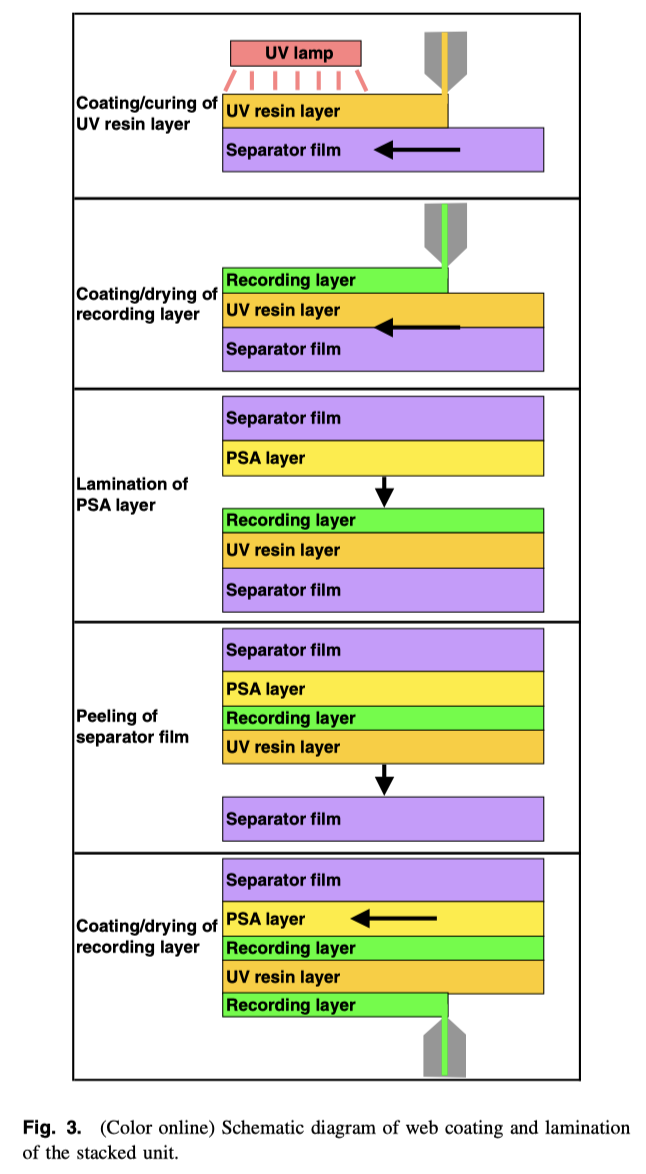 UV lamp
Coating/curing of
UV resin layer
UV resin layer
Separator film
Coating/drying of
recording layer
Recording layer
UV resin layer
Separator film
Lamination of
PSA layer
Separator film
PSA layer
Recording layer
UV resin layer
Separator film
Peeling of
separator film
Separator film
PSA layer
Recording layer
UV resin layer
Separator film
Coating/drying of
recording layer
Separator film
PSA layer
Recording layer
UV resin layer
Recording layer
Fig. 3. (Color online) Schematic diagram of web coating and lamination
of the stacked unit.